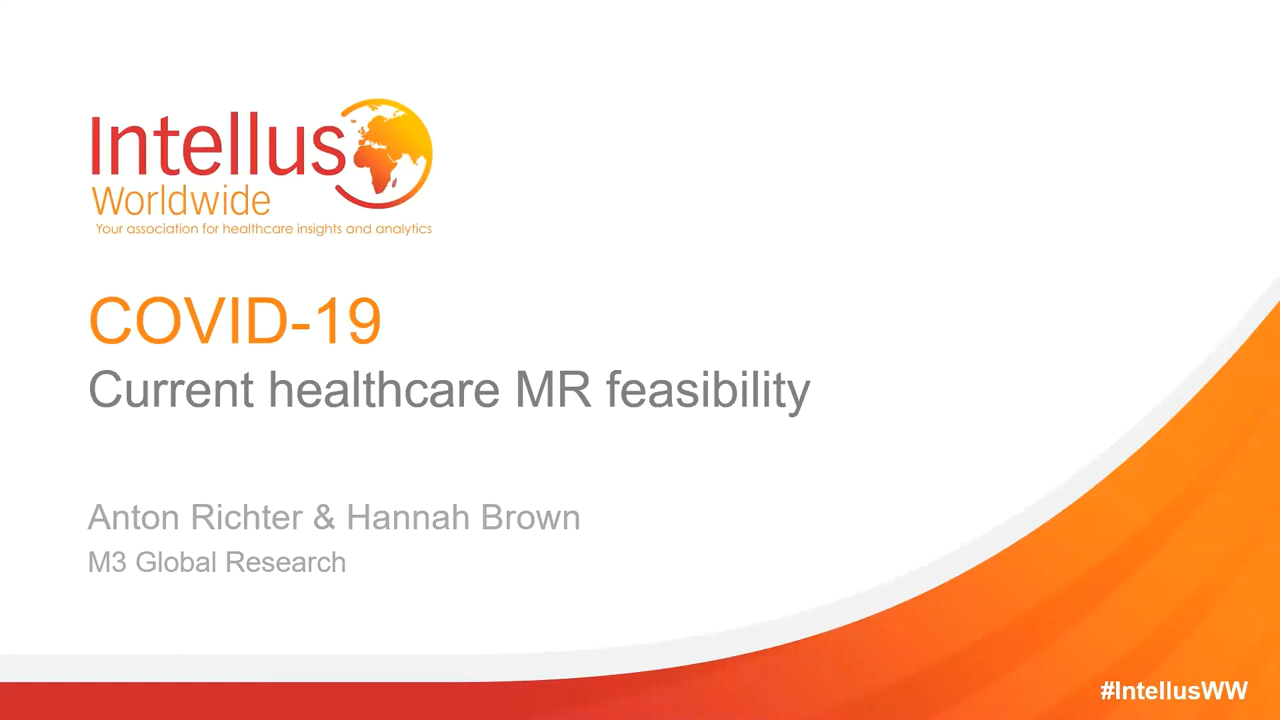 Intellus
Worldwide
Your association for healthcare insights and analytics
COVID-19
Current healthcare MR feasibility
Anton Richter & Hannah Brown
M3 Global Research
#IntellusWW